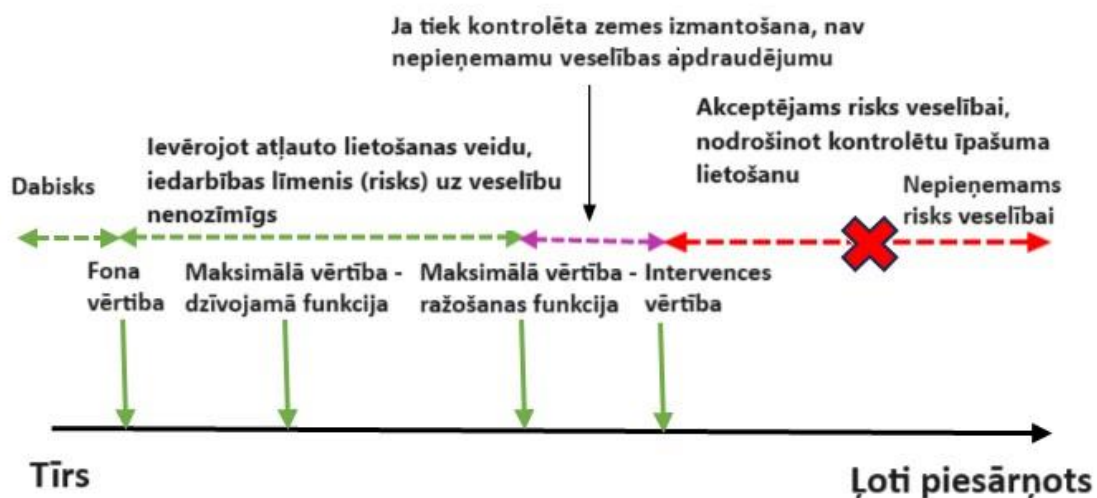 Ja tiek kontrolēta zemes izmantošana, nav
nepieņemamu veselības apdraudējumu
Akceptējams risks veselībai,
nodrošinot kontrolētu īpašuma
lietošanu
Ievērojot atļauto lietošanas veidu,
iedarbības līmenis (risks) uz veselību
nenozīmīgs
Dabisks
Nepieņemams
risks veselībai
Fona
vērtība
Maksimālā vērtība -
dzīvojamā funkcija
Maksimālā vērtība -
ražošanas funkcija
Intervences
vērtība
Tīrs
Ļoti piesārņots